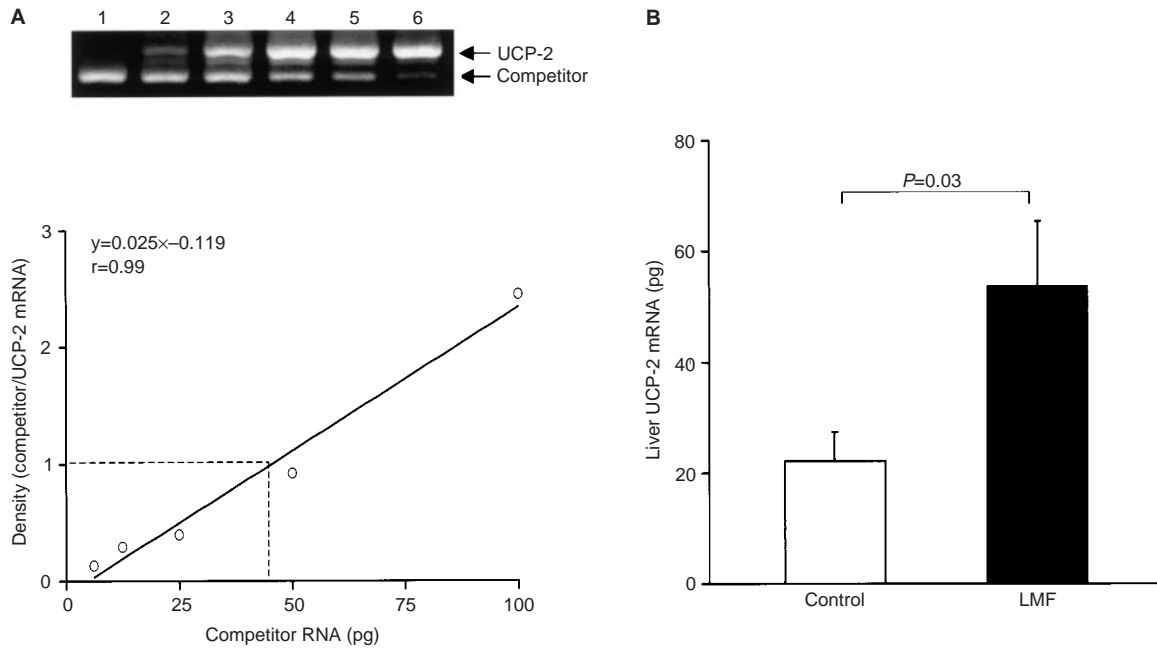 A
1 2 3 4 5 6
UCP-2
Competitor
3
2
1
0
y=0.025×–0.119
r=0.99
Density (competitor/UCP-2 mRNA)
0 25 50 75 100
Competitor RNA (pg)
B
80
60
40
20
0
P=0.03
Liver UCP-2 mRNA (pg)
Control LMF